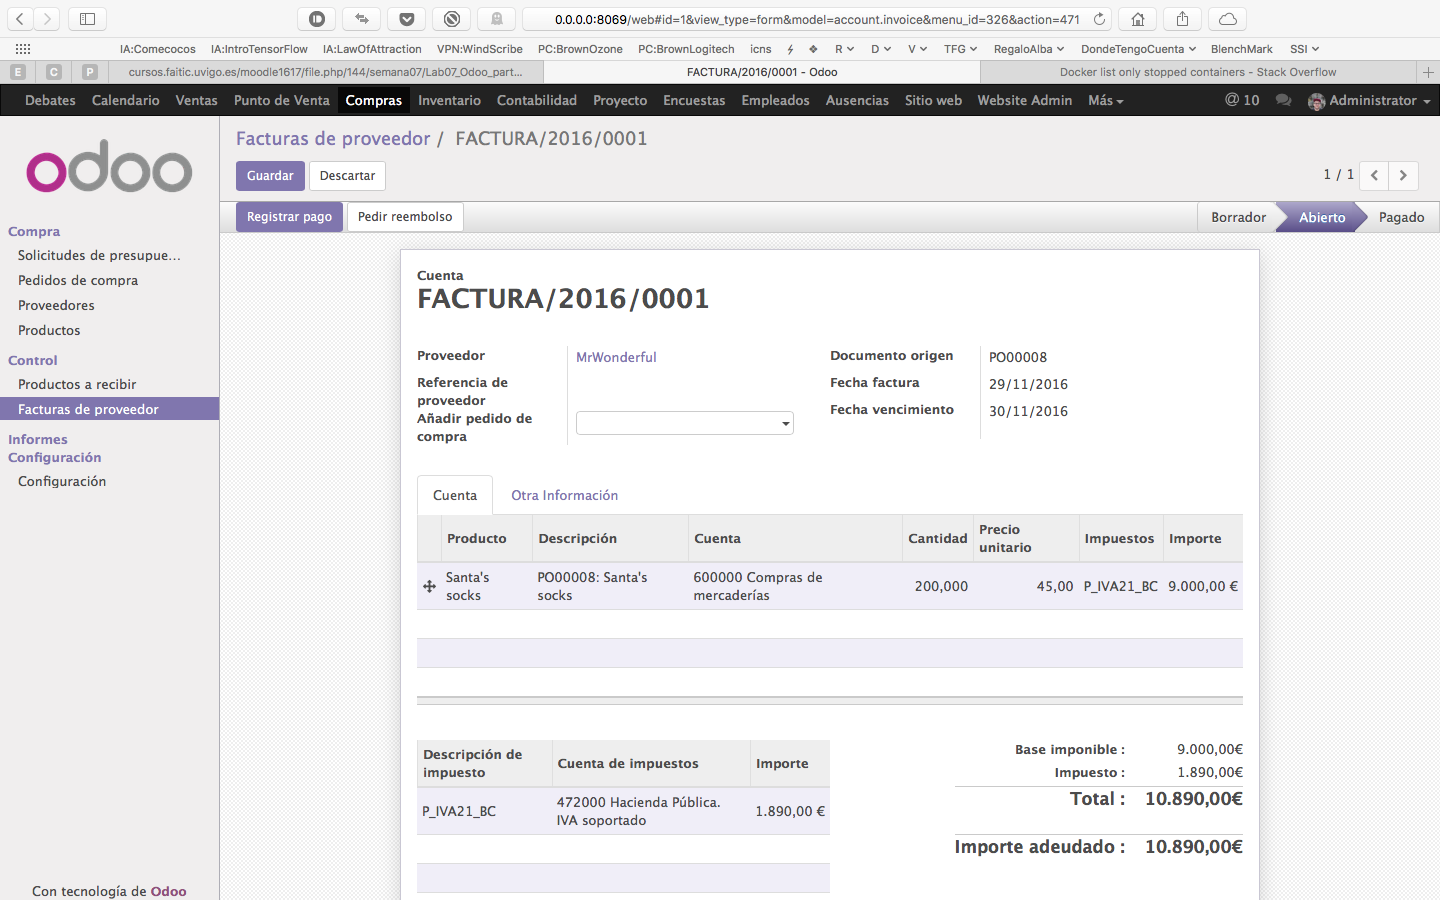 0.0.0.0:8069/web#id=1&view_type=form&model=account.invoice&menu_id=326&action=471
IA:Comecocos IA:IntroTensorFlow IA:LawOfAttraction VPN:WindScribe PC:BrownOzone PC:BrownLogitech icns R D V TFG RegaloAlba DondeTengoCuenta BlenchMark SSI
E C P cursos.faitic.uvigo.es/moodle1617/file.php/144/semana07/Lab07_Odoo_part... FACTURA/2016/0001 - Odoo Docker list only stopped containers - Stack Overflow
Debates Calendario Ventas Punto de Venta Compras Inventario Contabilidad Proyecto Encuestas Empleados Ausencias Sitio web Website Admin Más @ 10 Administrator
odoo
Compra
Solicitudes de presupue...
Pedidos de compra
Proveedores
Productos
Control
Productos a recibir
Facturas de proveedor
Informes
Configuración
Configuración
Con tecnología de Odoo
Facturas de proveedor / FACTURA/2016/0001
Guardar Descartar
1 / 1
Registrar pago Pedir reembolso
Borrador Abierto Pagado
Cuenta
FACTURA/2016/0001
Proveedor MrWonderful
Referencia de
proveedor
Añadir pedido de
compra
Documento origen PO00008
Fecha factura 29/11/2016
Fecha vencimiento 30/11/2016
Cuenta Otra Información
Producto Descripción Cuenta Cantidad Precio
unitario Impuestos Importe
Santa's PO00008: Santa's 600000 Compras de
socks socks mercaderías 200,000 45,00 P_IVA21_BC 9.000,00 €
Descripción de
impuesto Cuenta de impuestos Importe
P_IVA21_BC 472000 Hacienda Pública.
IVA soportado 1.890,00 €
Base imponible : 9.000,00€
Impuesto : 1.890,00€
Total : 10.890,00€
Importe adeudado : 10.890,00€